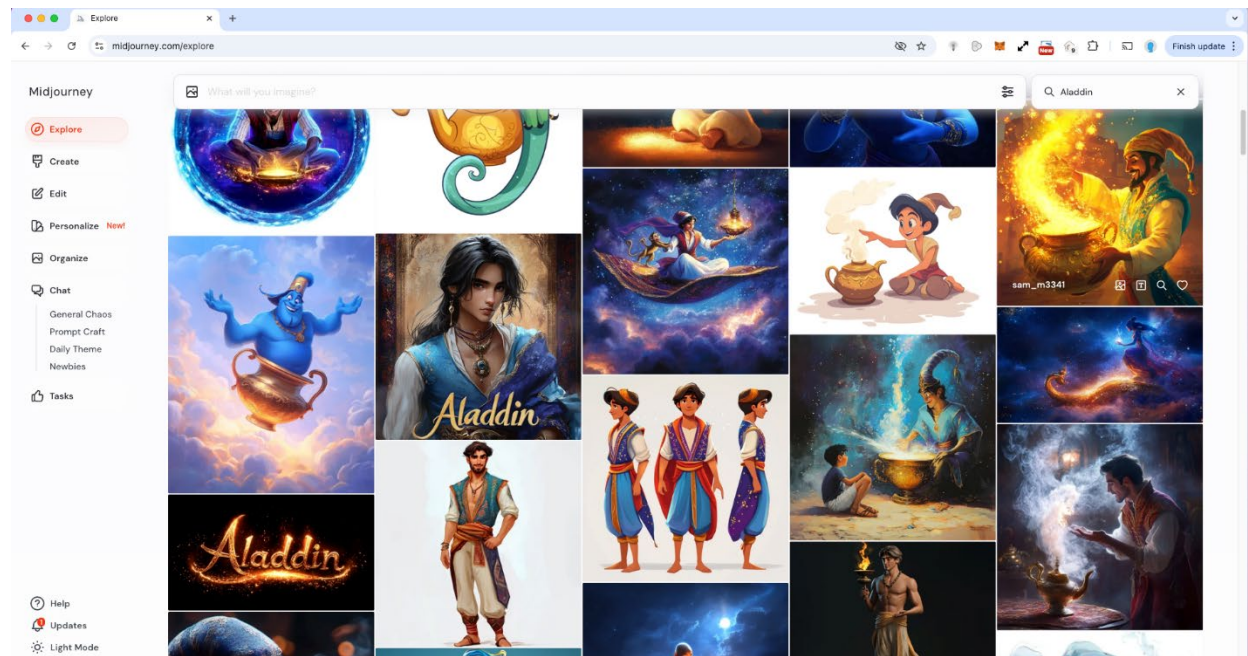 Explore
midjourney.com/explore
Finish update
New
Midjourney
What will you imagine?
Aladdin
Explore
Create
Edit
Personalize New!
Organize
Chat
General Chaos
Prompt Craft
Daily Theme
Newbies
Tasks
Help
Updates
Light Mode
sam_m3341
Aladdin
Aladdin